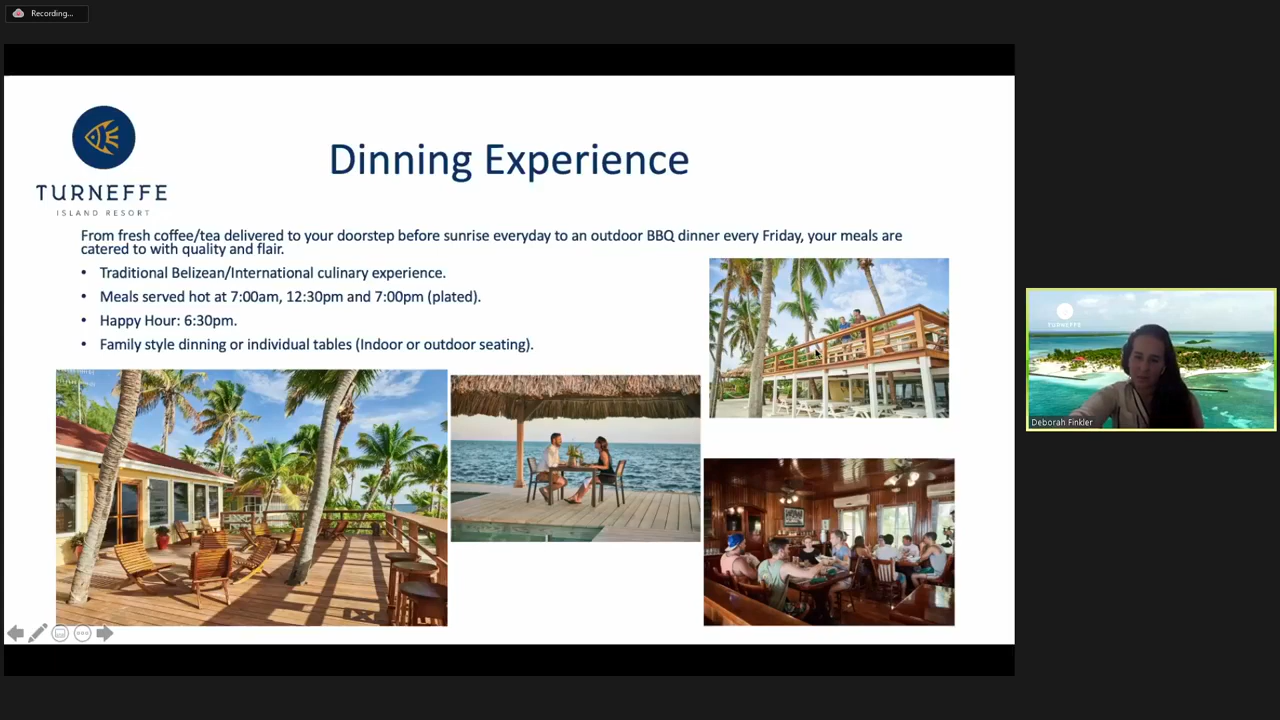 Recording...
TURNEFFE
ISLAND RESORT
Dinning Experience
From fresh coffee/tea delivered to your doorstep before sunrise everyday to an outdoor BBQ dinner every Friday, your meals are
catered to with quality and flair.
• Traditional Belizean/International culinary experience.
• Meals served hot at 7:00am, 12:30pm and 7:00pm (plated).
• Happy Hour: 6:30pm.
• Family style dinning or individual tables (Indoor or outdoor seating).
TURNEFFE
Deborah Finkler